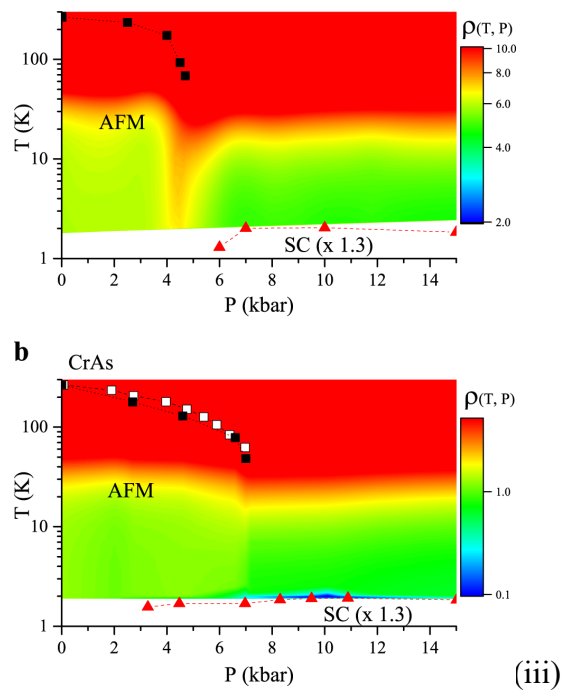 ρ(T, P)
100
10
1
T (K)
AFM
SC (x 1.3)
0 2 4 6 8 10 12 14
P (kbar)
10.0
8.0
6.0
4.0
2.0
b
CrAs
ρ(T, P)
100
10
1
T (K)
AFM
SC (x 1.3)
0 2 4 6 8 10 12 14
P (kbar)
1.0
0.1
(iii)